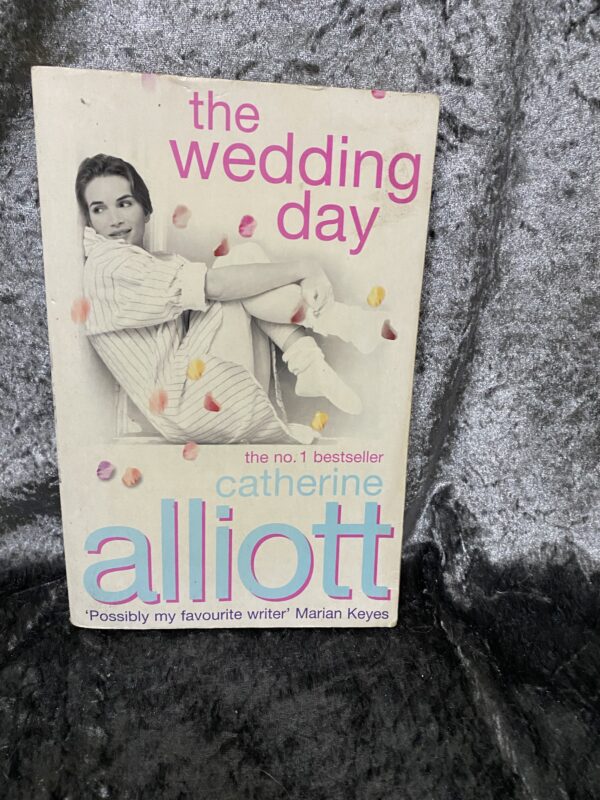 the
wedding
day
the no.1 bestseller
catherine
alliott
'Possibly my favourite writer' Marian Keyes